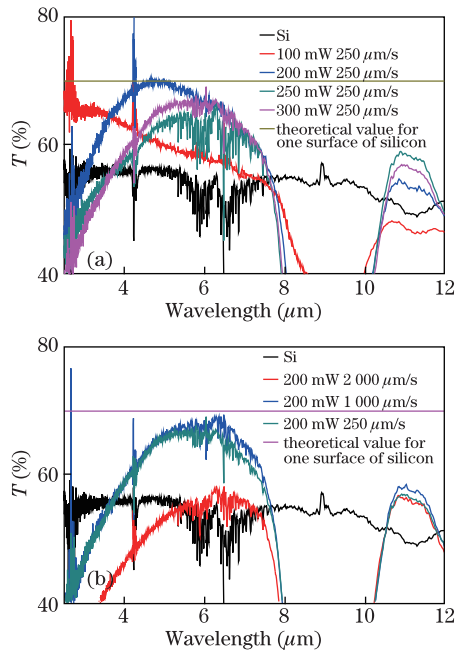 80
Si
100 mW 250 μm/s
200 mW 250 μm/s
250 mW 250 μm/s
300 mW 250 μm/s
theoretical value for
one surface of silicon
T (%)
60
40
(a)
4
6
8
10
12
Wavelength (μm)
80
Si
200 mW 2 000 μm/s
200 mW 1 000 μm/s
200 mW 250 μm/s
theoretical value for
one surface of silicon
T (%)
60
40
(b)
4
6
8
10
12
Wavelength (μm)